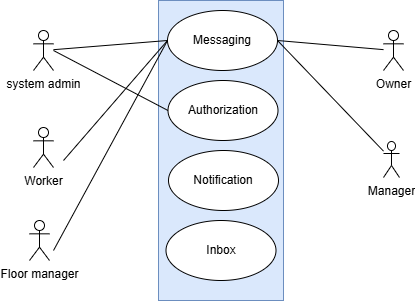 Messaging
system admin
Owner
Authorization
Worker
Notification
Manager
Inbox
Floor manager